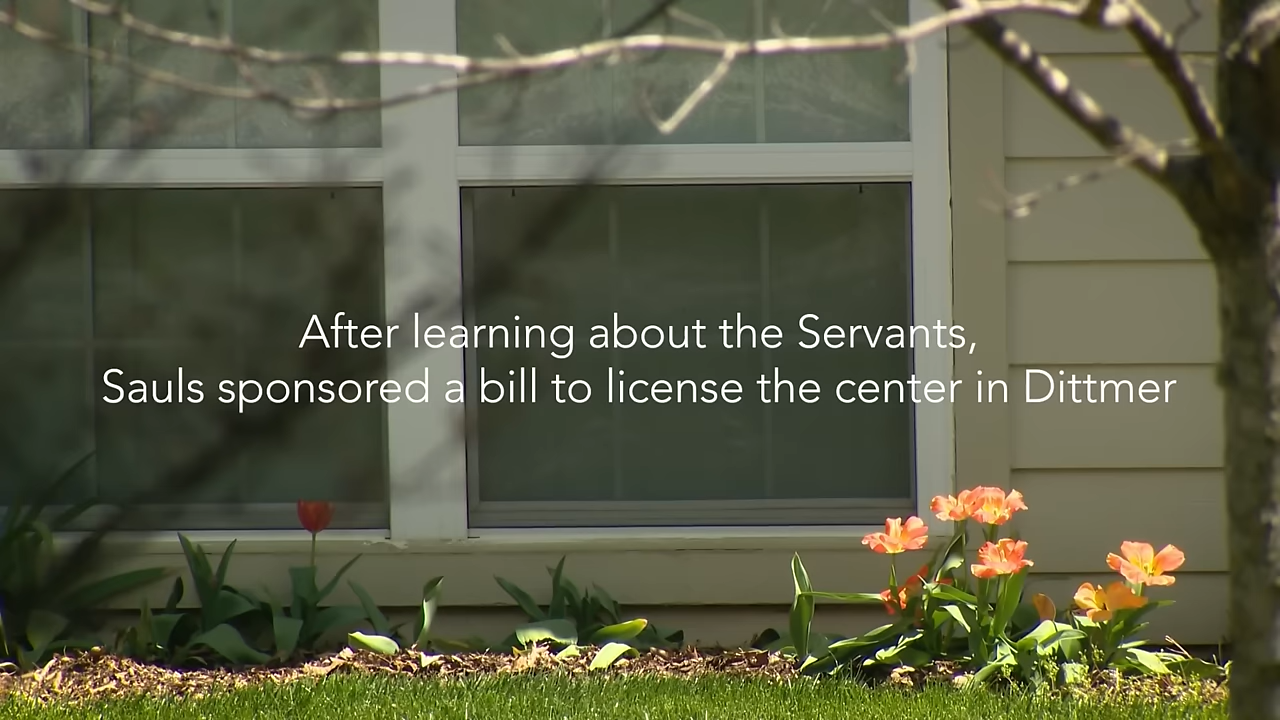 After learning about the Servants,
Sauls sponsored a bill to license the center in Dittmer